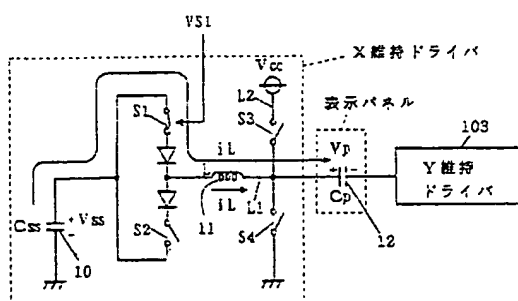 VS1
X維持ドライバ
Vcc
L2
表示パネル
S1
S3
103
iL
Vp
Y維持
ドライバ
iL
L1
Cp
Css
+
Vss
-
S2
11
S4
12
10